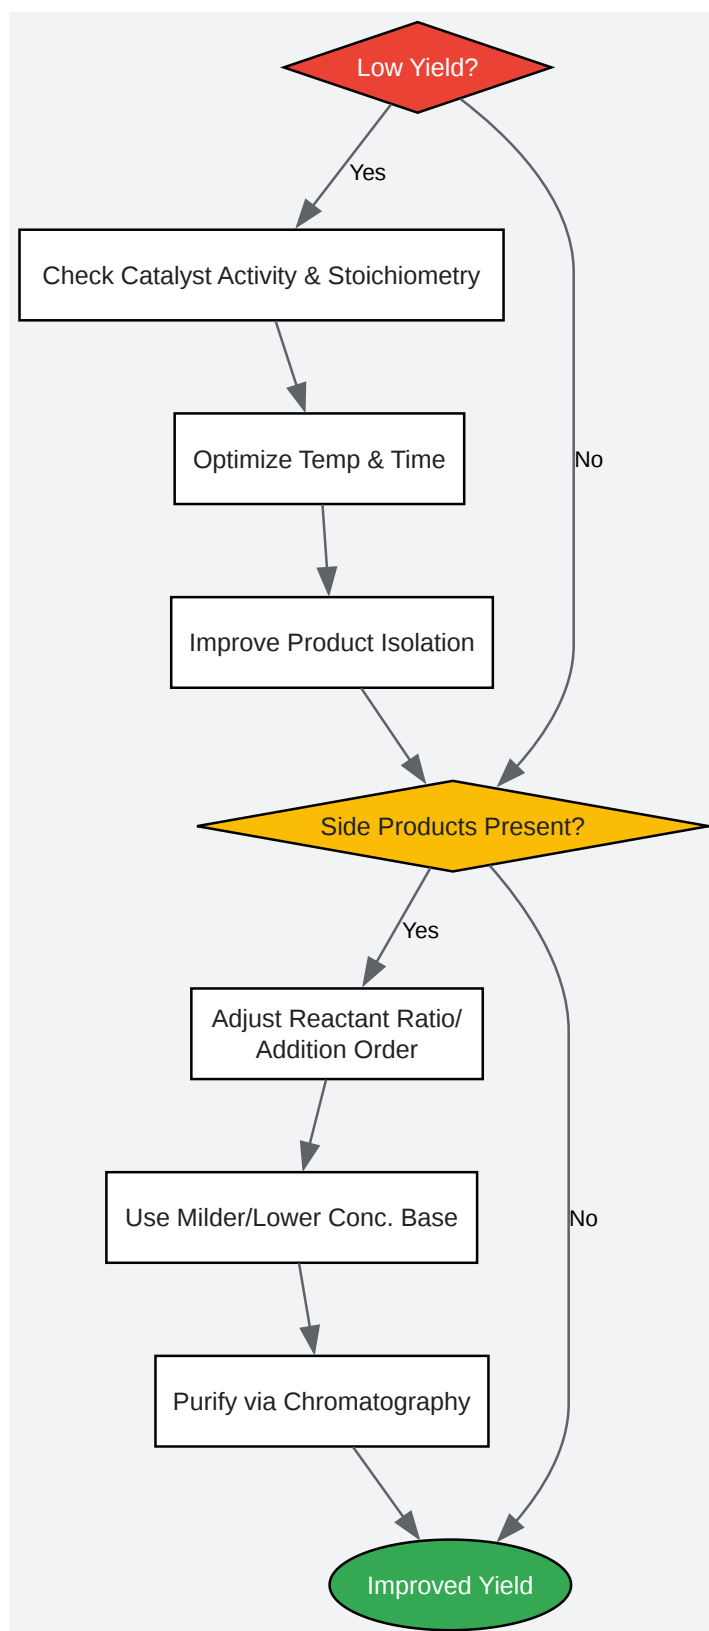 Low Yield?
Yes
Check Catalyst Activity & Stoichiometry
Optimize Temp & Time
No
Improve Product Isolation
Side Products Present?
Yes
Adjust Reactant Ratio/
Addition Order
Use Milder/Lower Conc. Base
No
Purify via Chromatography
Improved Yield